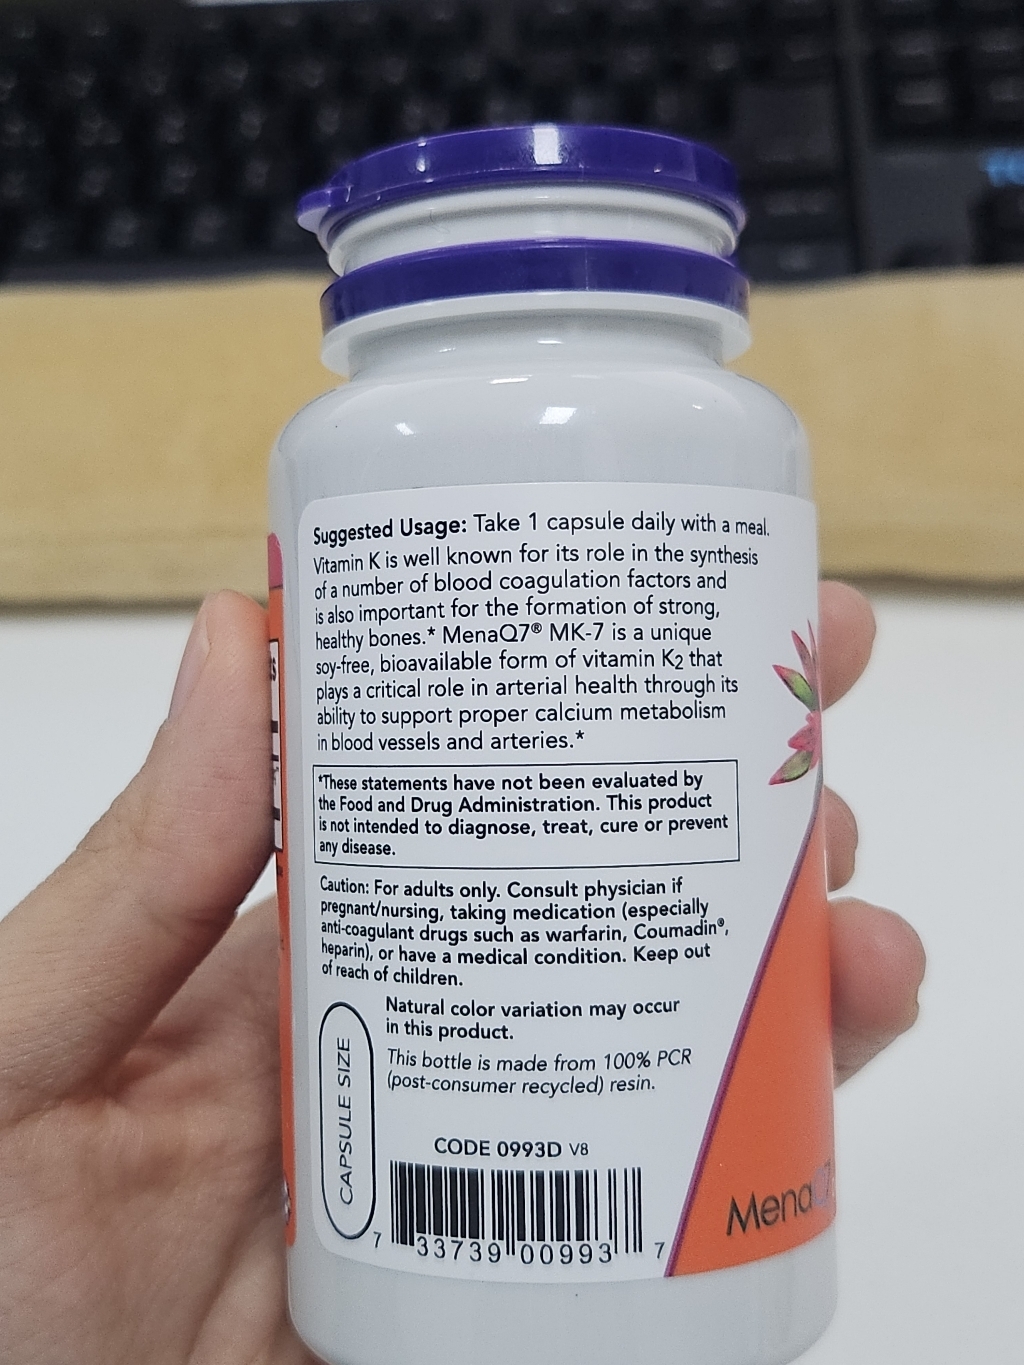 Suggested Usage: Take 1 capsule daily with a meal.
Vitamin K is well known for its role in the synthesis
of a number of blood coagulation factors and
is also important for the formation of strong,
healthy bones.* MenaQ7® MK-7 is a unique
soy-free, bioavailable form of vitamin K2 that
plays a critical role in arterial health through its
ability to support proper calcium metabolism
in blood vessels and arteries.*
*These statements have not been evaluated by
the Food and Drug Administration. This product
is not intended to diagnose, treat, cure or prevent
any disease.
Caution: For adults only. Consult physician if
pregnant/nursing, taking medication (especially
anti-coagulant drugs such as warfarin, Coumadin®,
heparin), or have a medical condition. Keep out
of reach of children.
Natural color variation may occur
in this product.
This bottle is made from 100% PCR
(post-consumer recycled) resin.
CAPSULE SIZE
CODE 0993D V8
7 33739 00993 7
MenaQ7